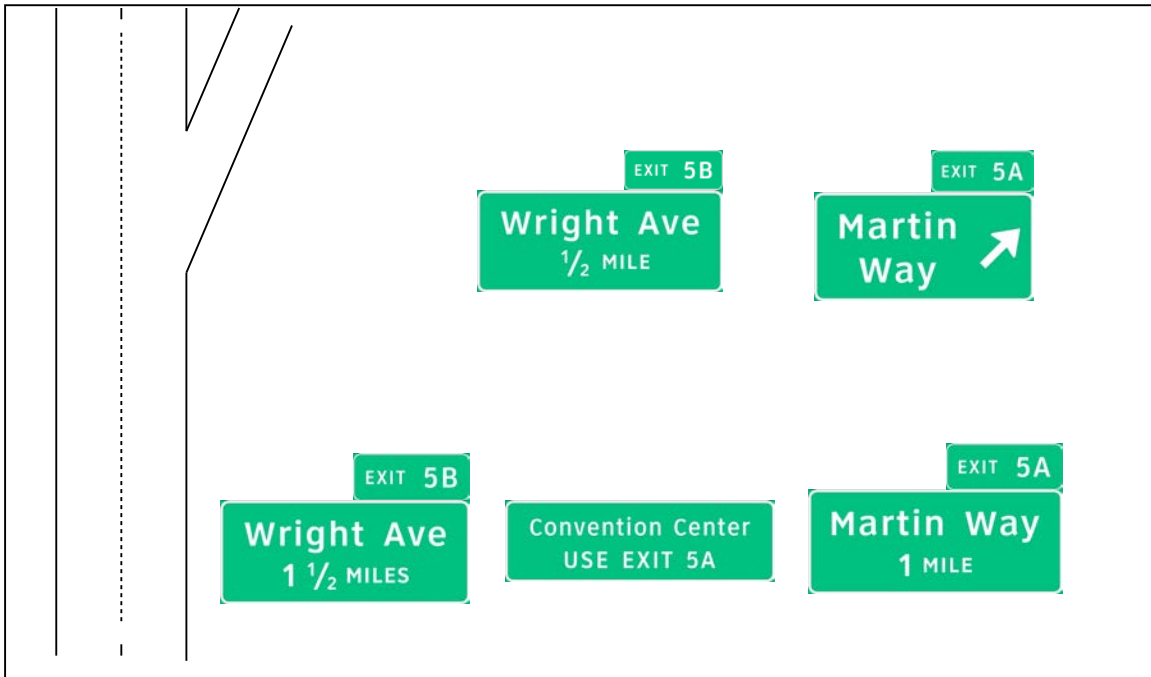 EXIT 5B
Wright Ave
1/2 MILE
EXIT 5A
Martin
Way
EXIT 5B
Wright Ave
1 1/2 MILES
Convention Center
USE EXIT 5A
EXIT 5A
Martin Way
1 MILE